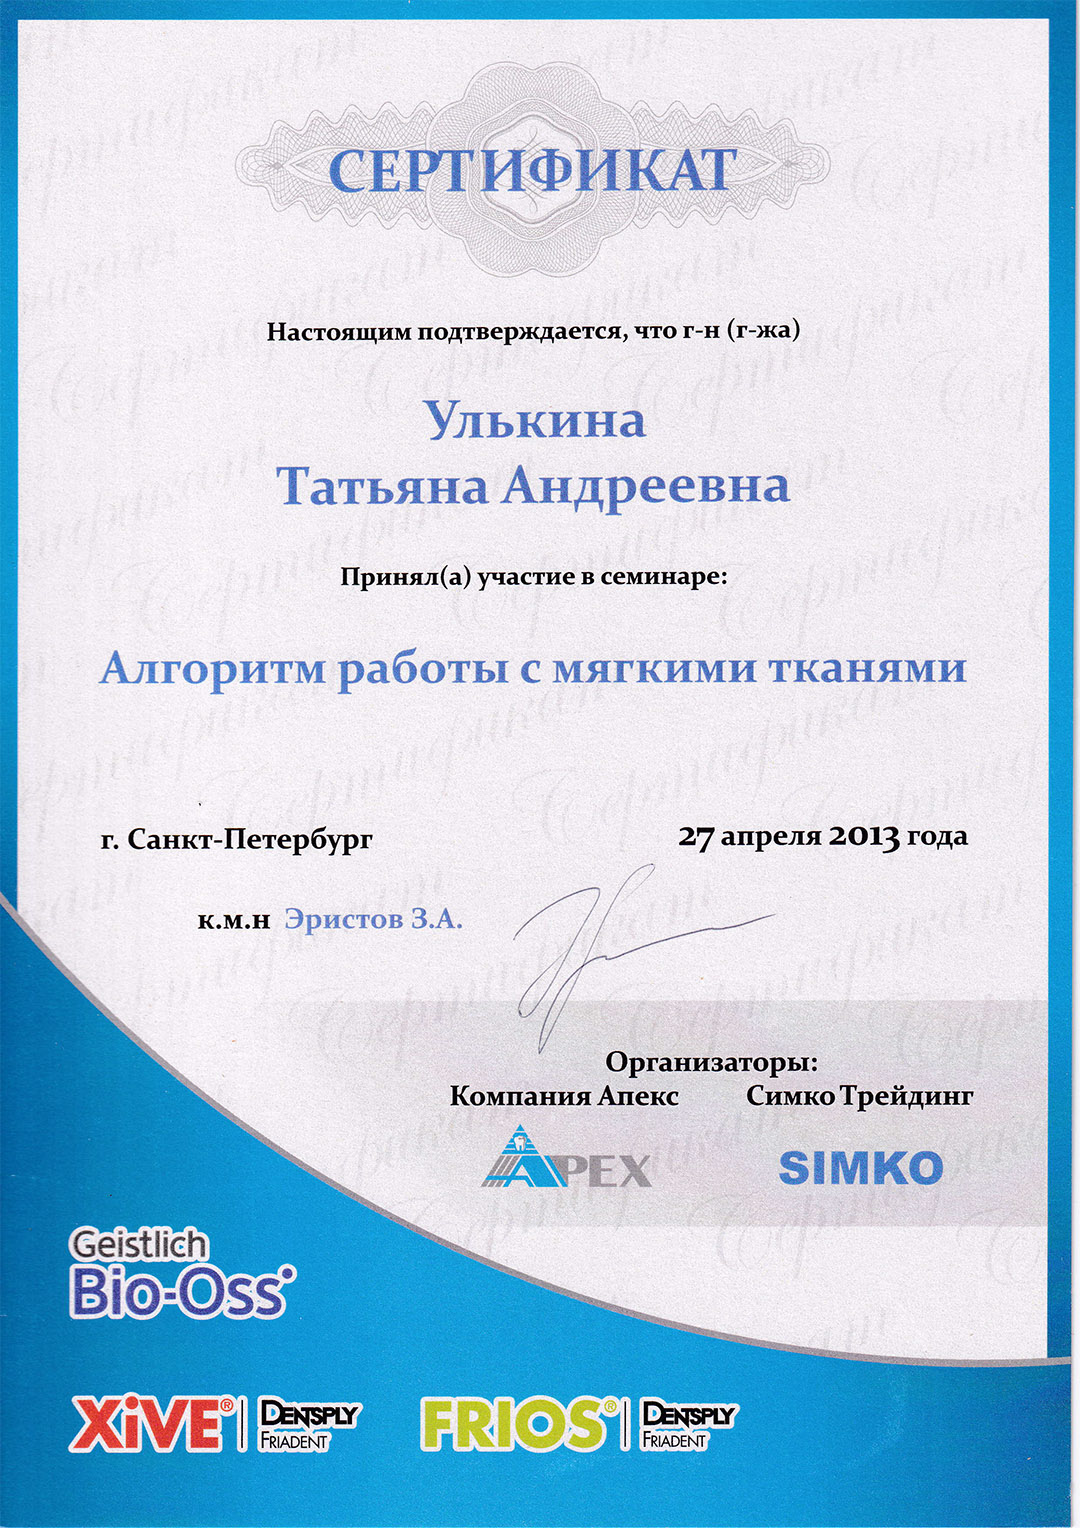 СЕРТИФИКАТ
Настоящим подтверждается, что г-н (г-жа)
Улькина
Татьяна Андреевна
Принял(а) участие в семинаре:
Алгоритм работы с мягкими тканями
г. Санкт-Петербург 27 апреля 2013 года
к.м.н Эристов З.А.
Организаторы:
Компания Апекс Симко Трейдинг
APEX SIMKO
Geistlich
Bio-Oss
XiVE® DENTSPLY FRIADENT FRIOS® DENTSPLY FRIADENT